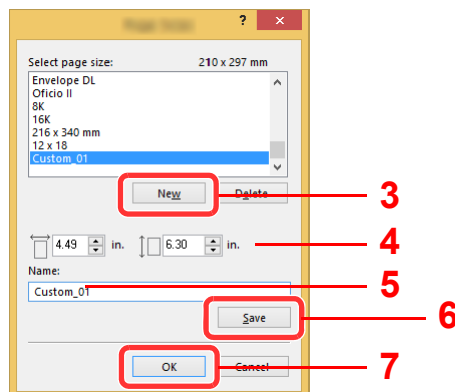 ? ×
Select page size: 210 x 297 mm
Envelope DL
Oficio II
8K
16K
216 x 340 mm
12 x 18
Custom_01
New Delete 3
4.49 in. 6.30 in. 4
Name:
Custom_01 5
Save 6
OK Cancel 7